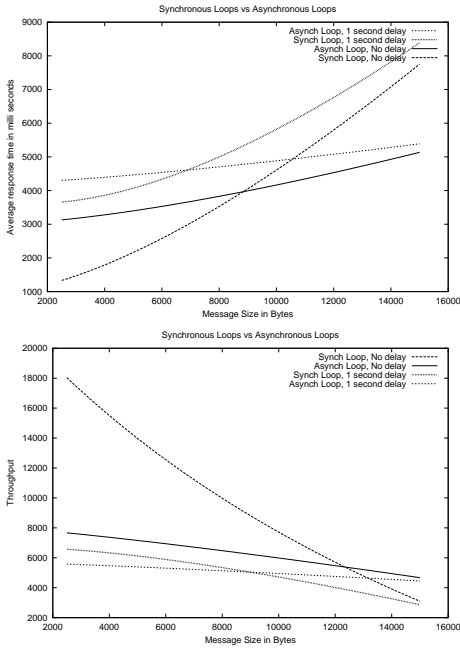 Synchronous Loops vs Asynchronous Loops
9000
8000
7000
6000
5000
4000
3000
2000
1000
Average response time in milli seconds
Asynch Loop, 1 second delay
Synch Loop, 1 second delay
Asynch Loop, No delay
Synch Loop, No delay
2000 4000 6000 8000 10000 12000 14000 16000
Message Size in Bytes
Synchronous Loops vs Asynchronous Loops
20000
18000
16000
14000
12000
10000
8000
6000
4000
2000
Throughput
Synch Loop, No delay
Asynch Loop, No delay
Synch Loop, 1 second delay
Asynch Loop, 1 second delay
2000 4000 6000 8000 10000 12000 14000 16000
Message Size in Bytes